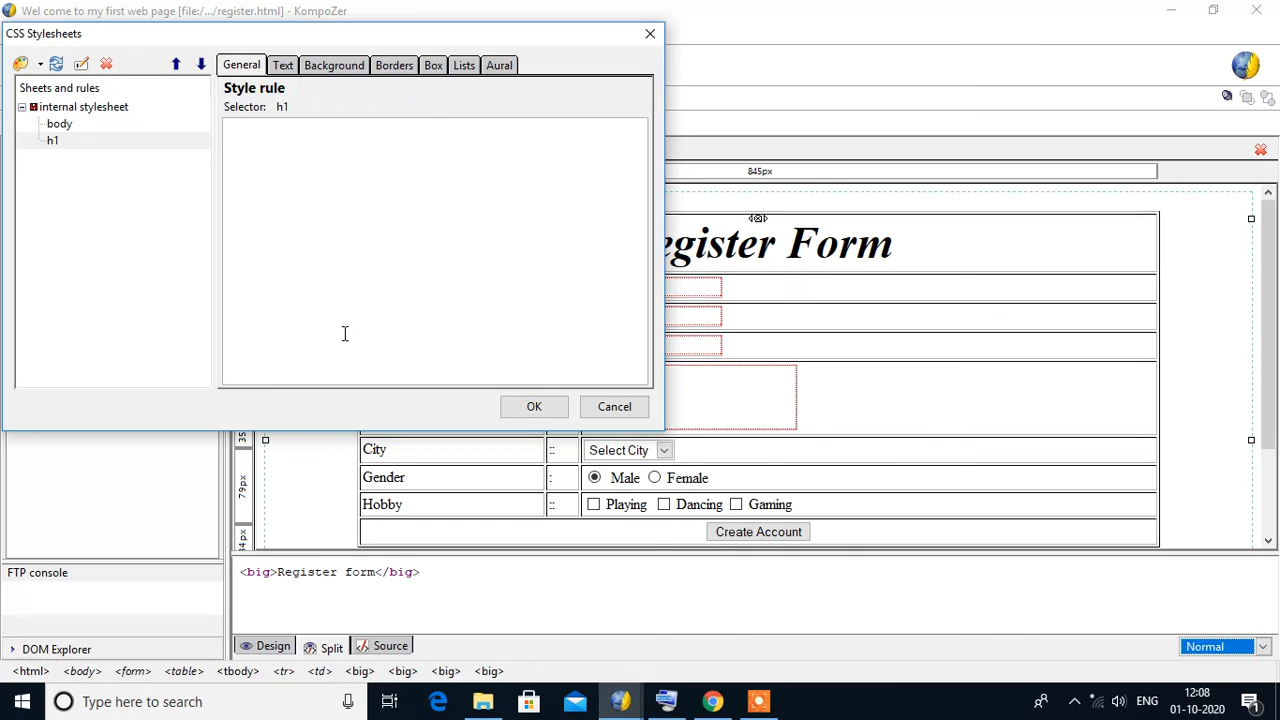 Wel come to my first web page [file:/.../register.html] - KompoZer
CSS Stylesheets
General Text Background Borders Box Lists Aural
Sheets and rules
Style rule
internal stylesheet
Selector: h1
body
h1
845px
egister Form
OK Cancel
City :: Select City
Gender : Male Female
79px
Hobby :: Playing Dancing Gaming
Create Account
FTP console
<big>Register form</big>
DOM Explorer
Design Split Source
Normal
<html> <body> <form> <table> <tbody> <tr> <td> <big> <big> <big> <big>
Type here to search
ENG
12:08
01-10-2020
1